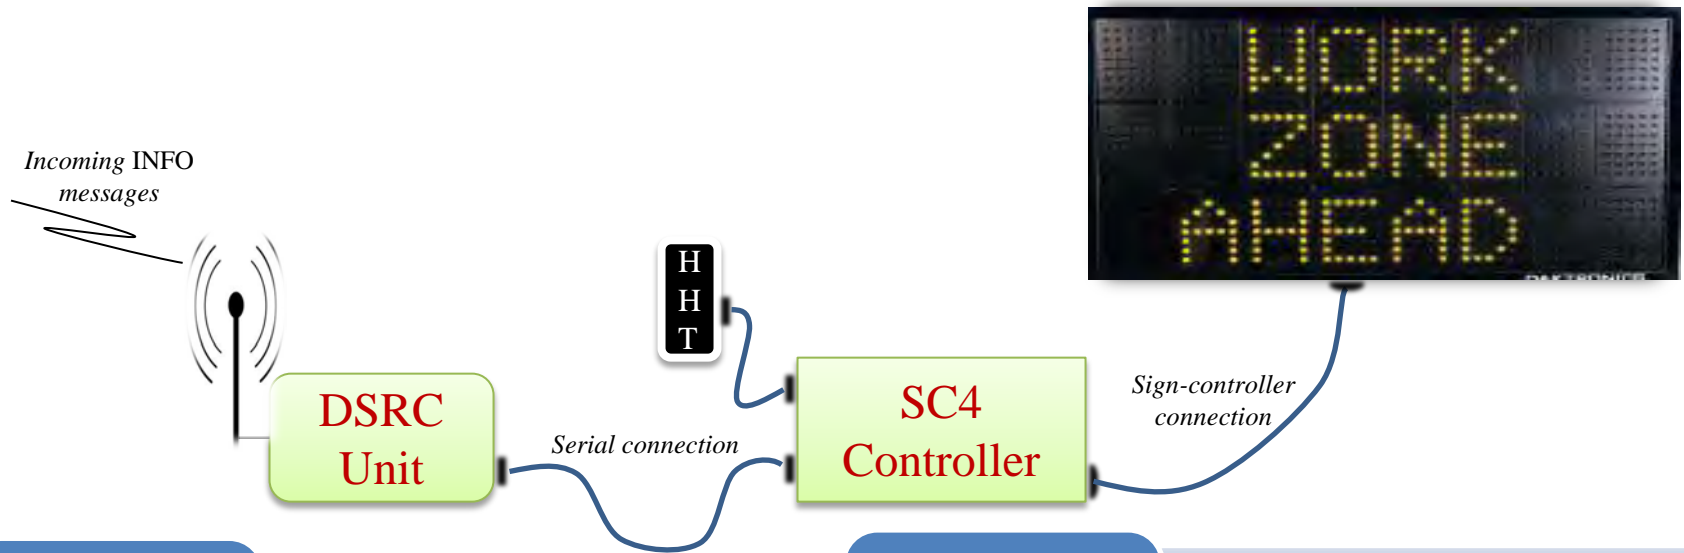 Incoming INFO
messages
H
H
T
DSRC
Unit
Serial connection
SC4
Controller
Sign-controller
connection
WORK
ZONE
AHEAD